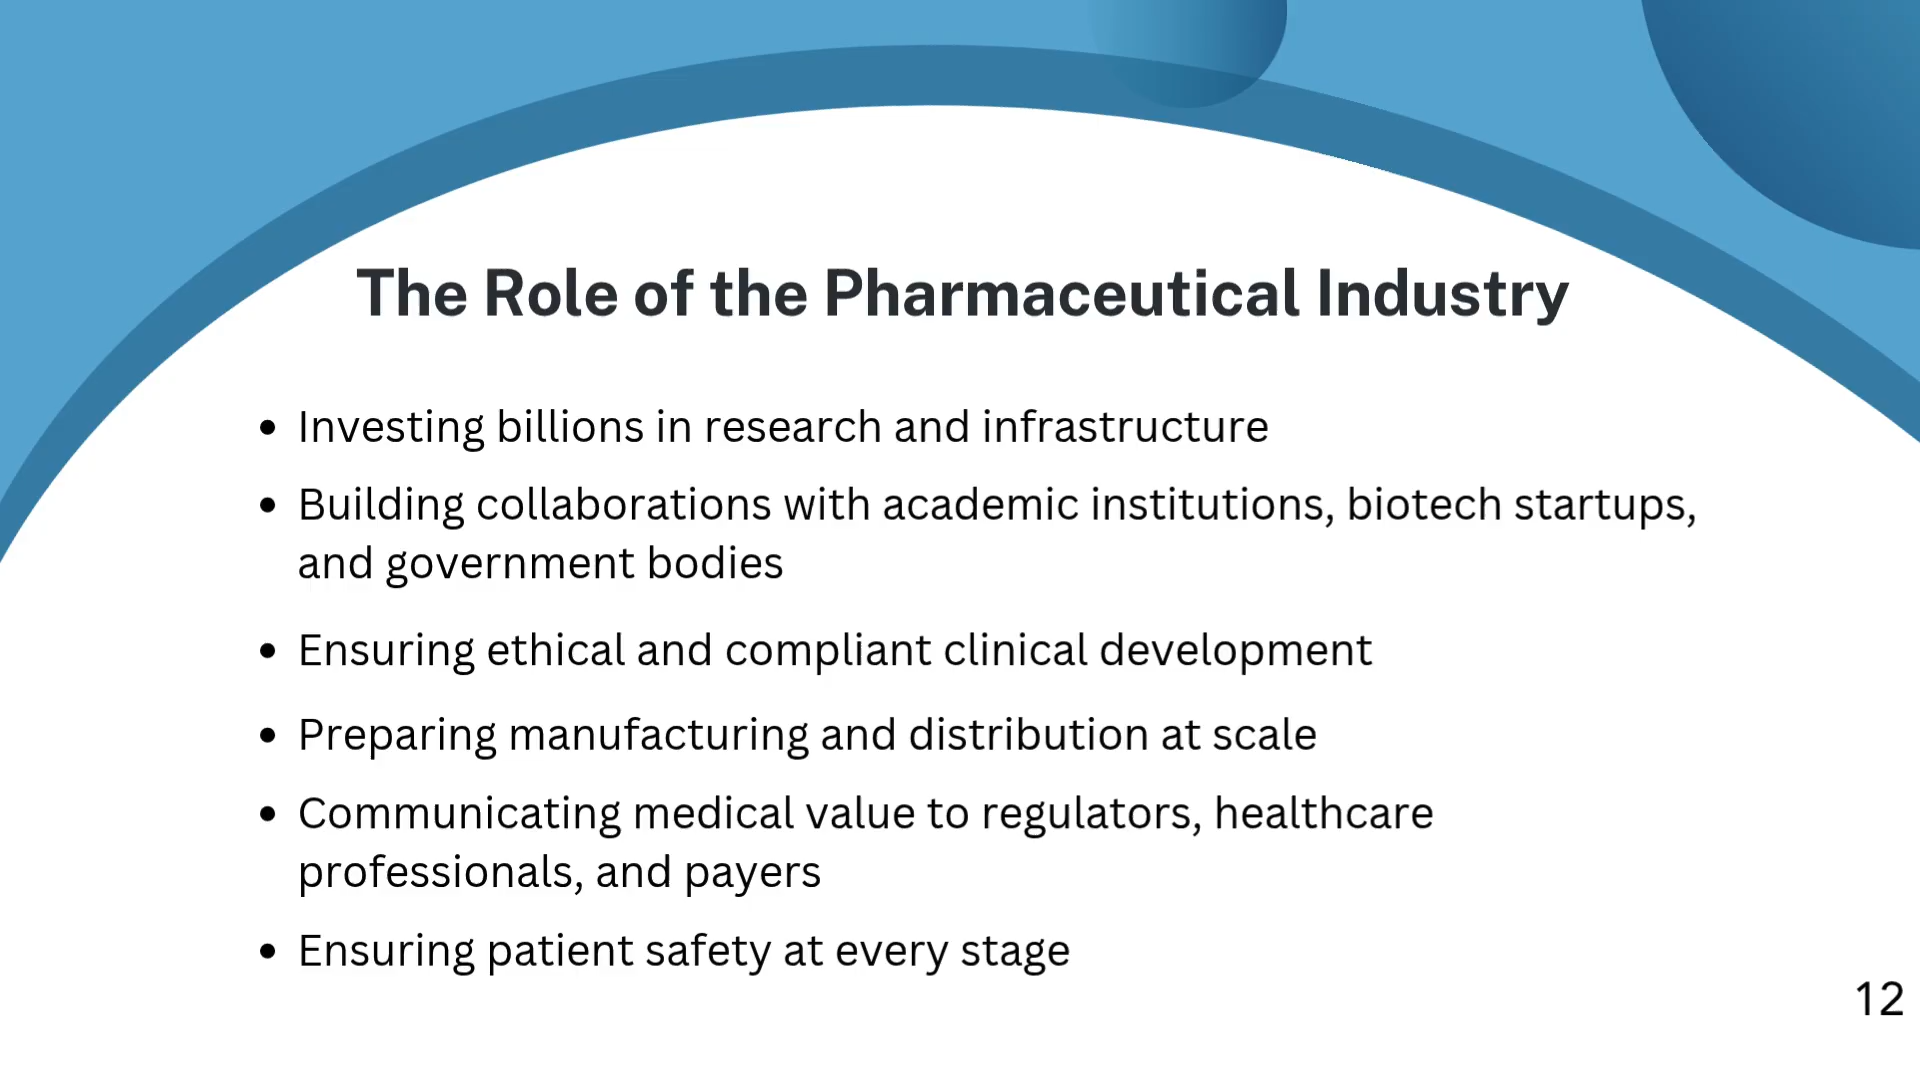 The Role of the Pharmaceutical Industry
• Investing billions in research and infrastructure
• Building collaborations with academic institutions, biotech startups,
and government bodies
• Ensuring ethical and compliant clinical development
• Preparing manufacturing and distribution at scale
• Communicating medical value to regulators, healthcare
professionals, and payers
• Ensuring patient safety at every stage
12